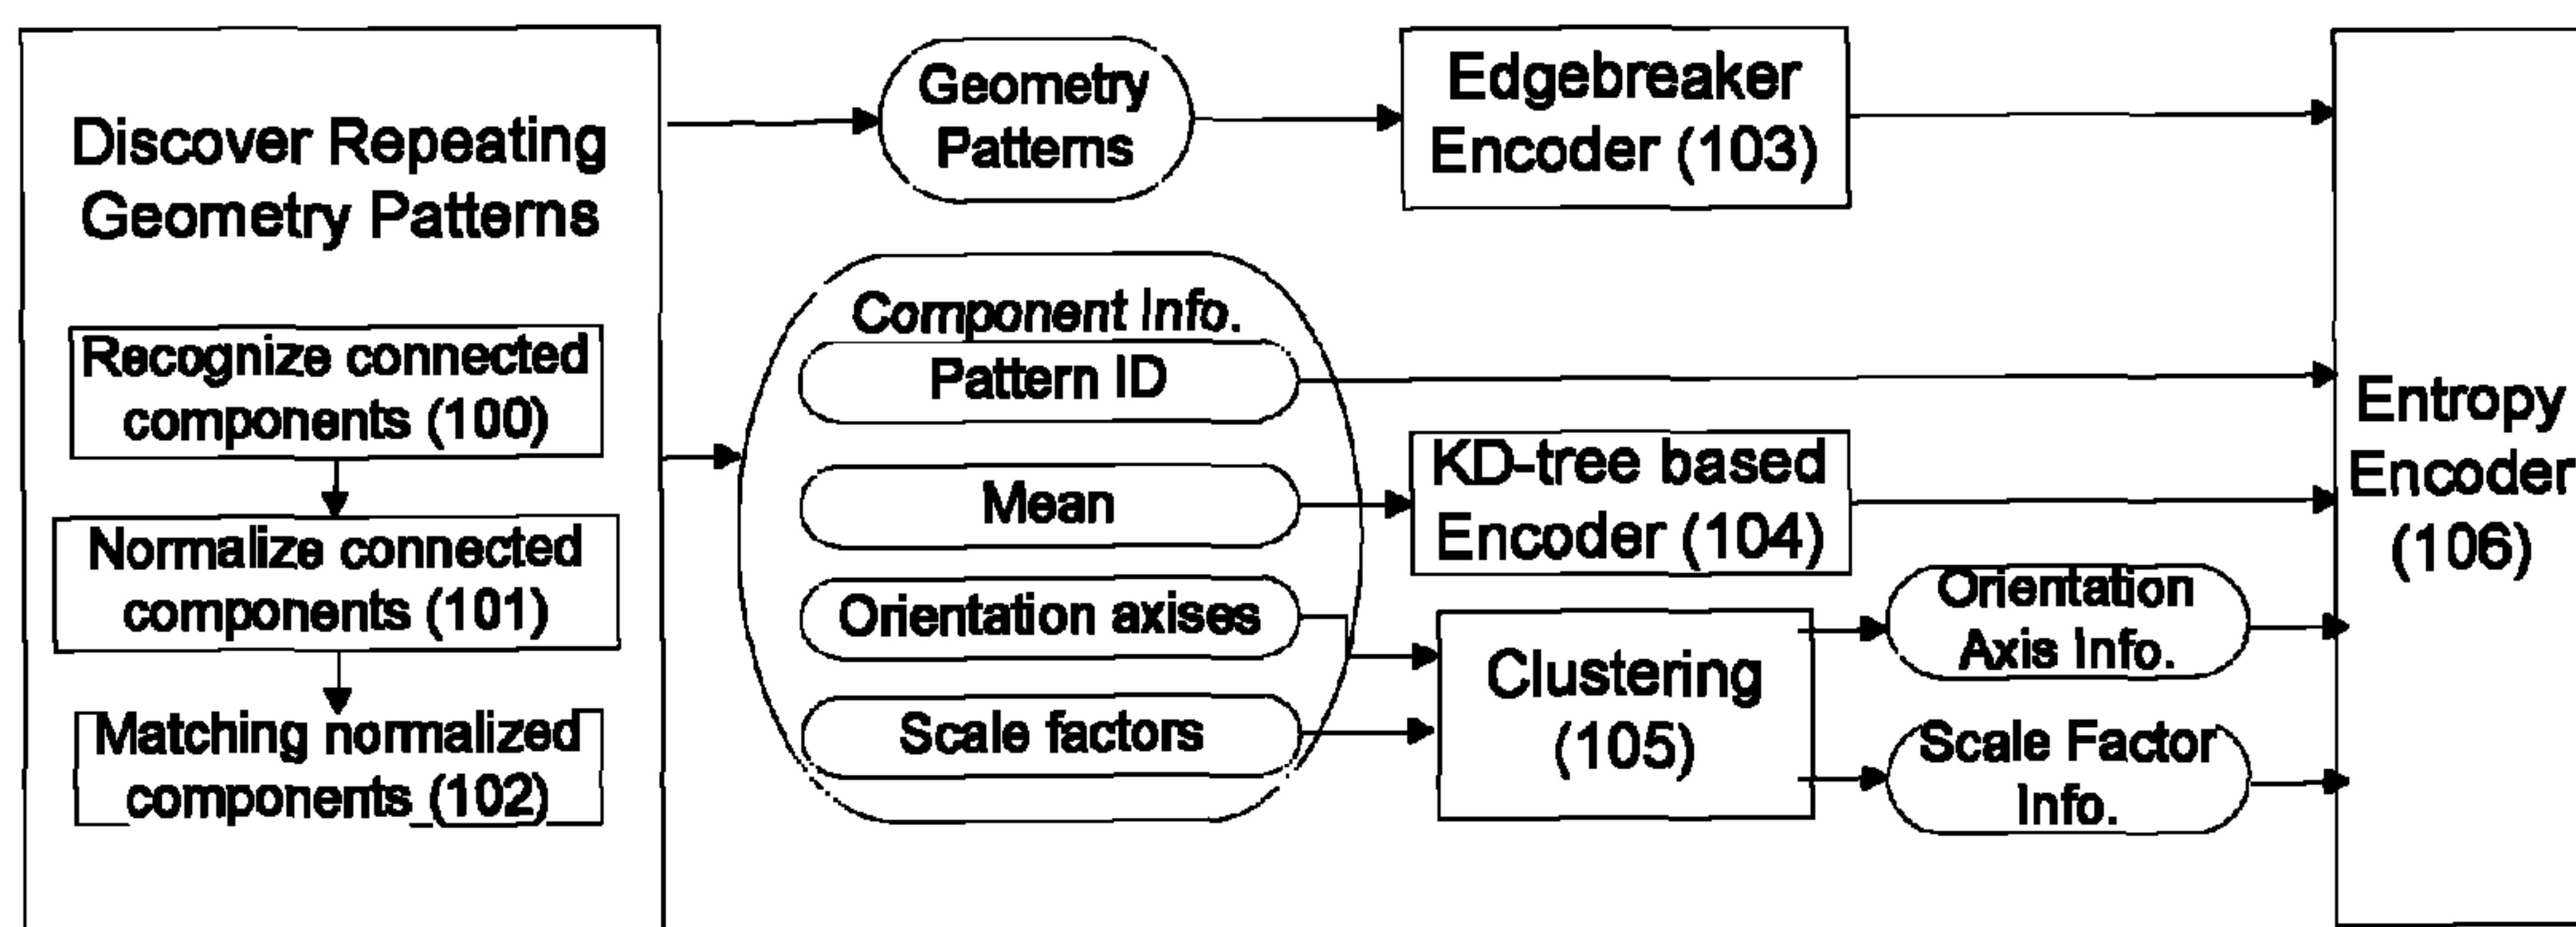 Discover Repeating
Geometry Patterns
Recognize connected
components (100)
Normalize connected
components (101)
Matching normalized
components (102)
Geometry
Patterns
Edgebreaker
Encoder (103)
Component Info.
Pattern ID
Mean
Orientation axises
Scale factors
KD-tree based
Encoder (104)
Clustering
(105)
Orientation
Axis Info.
Scale Factor
Info.
Entropy
Encoder
(106)